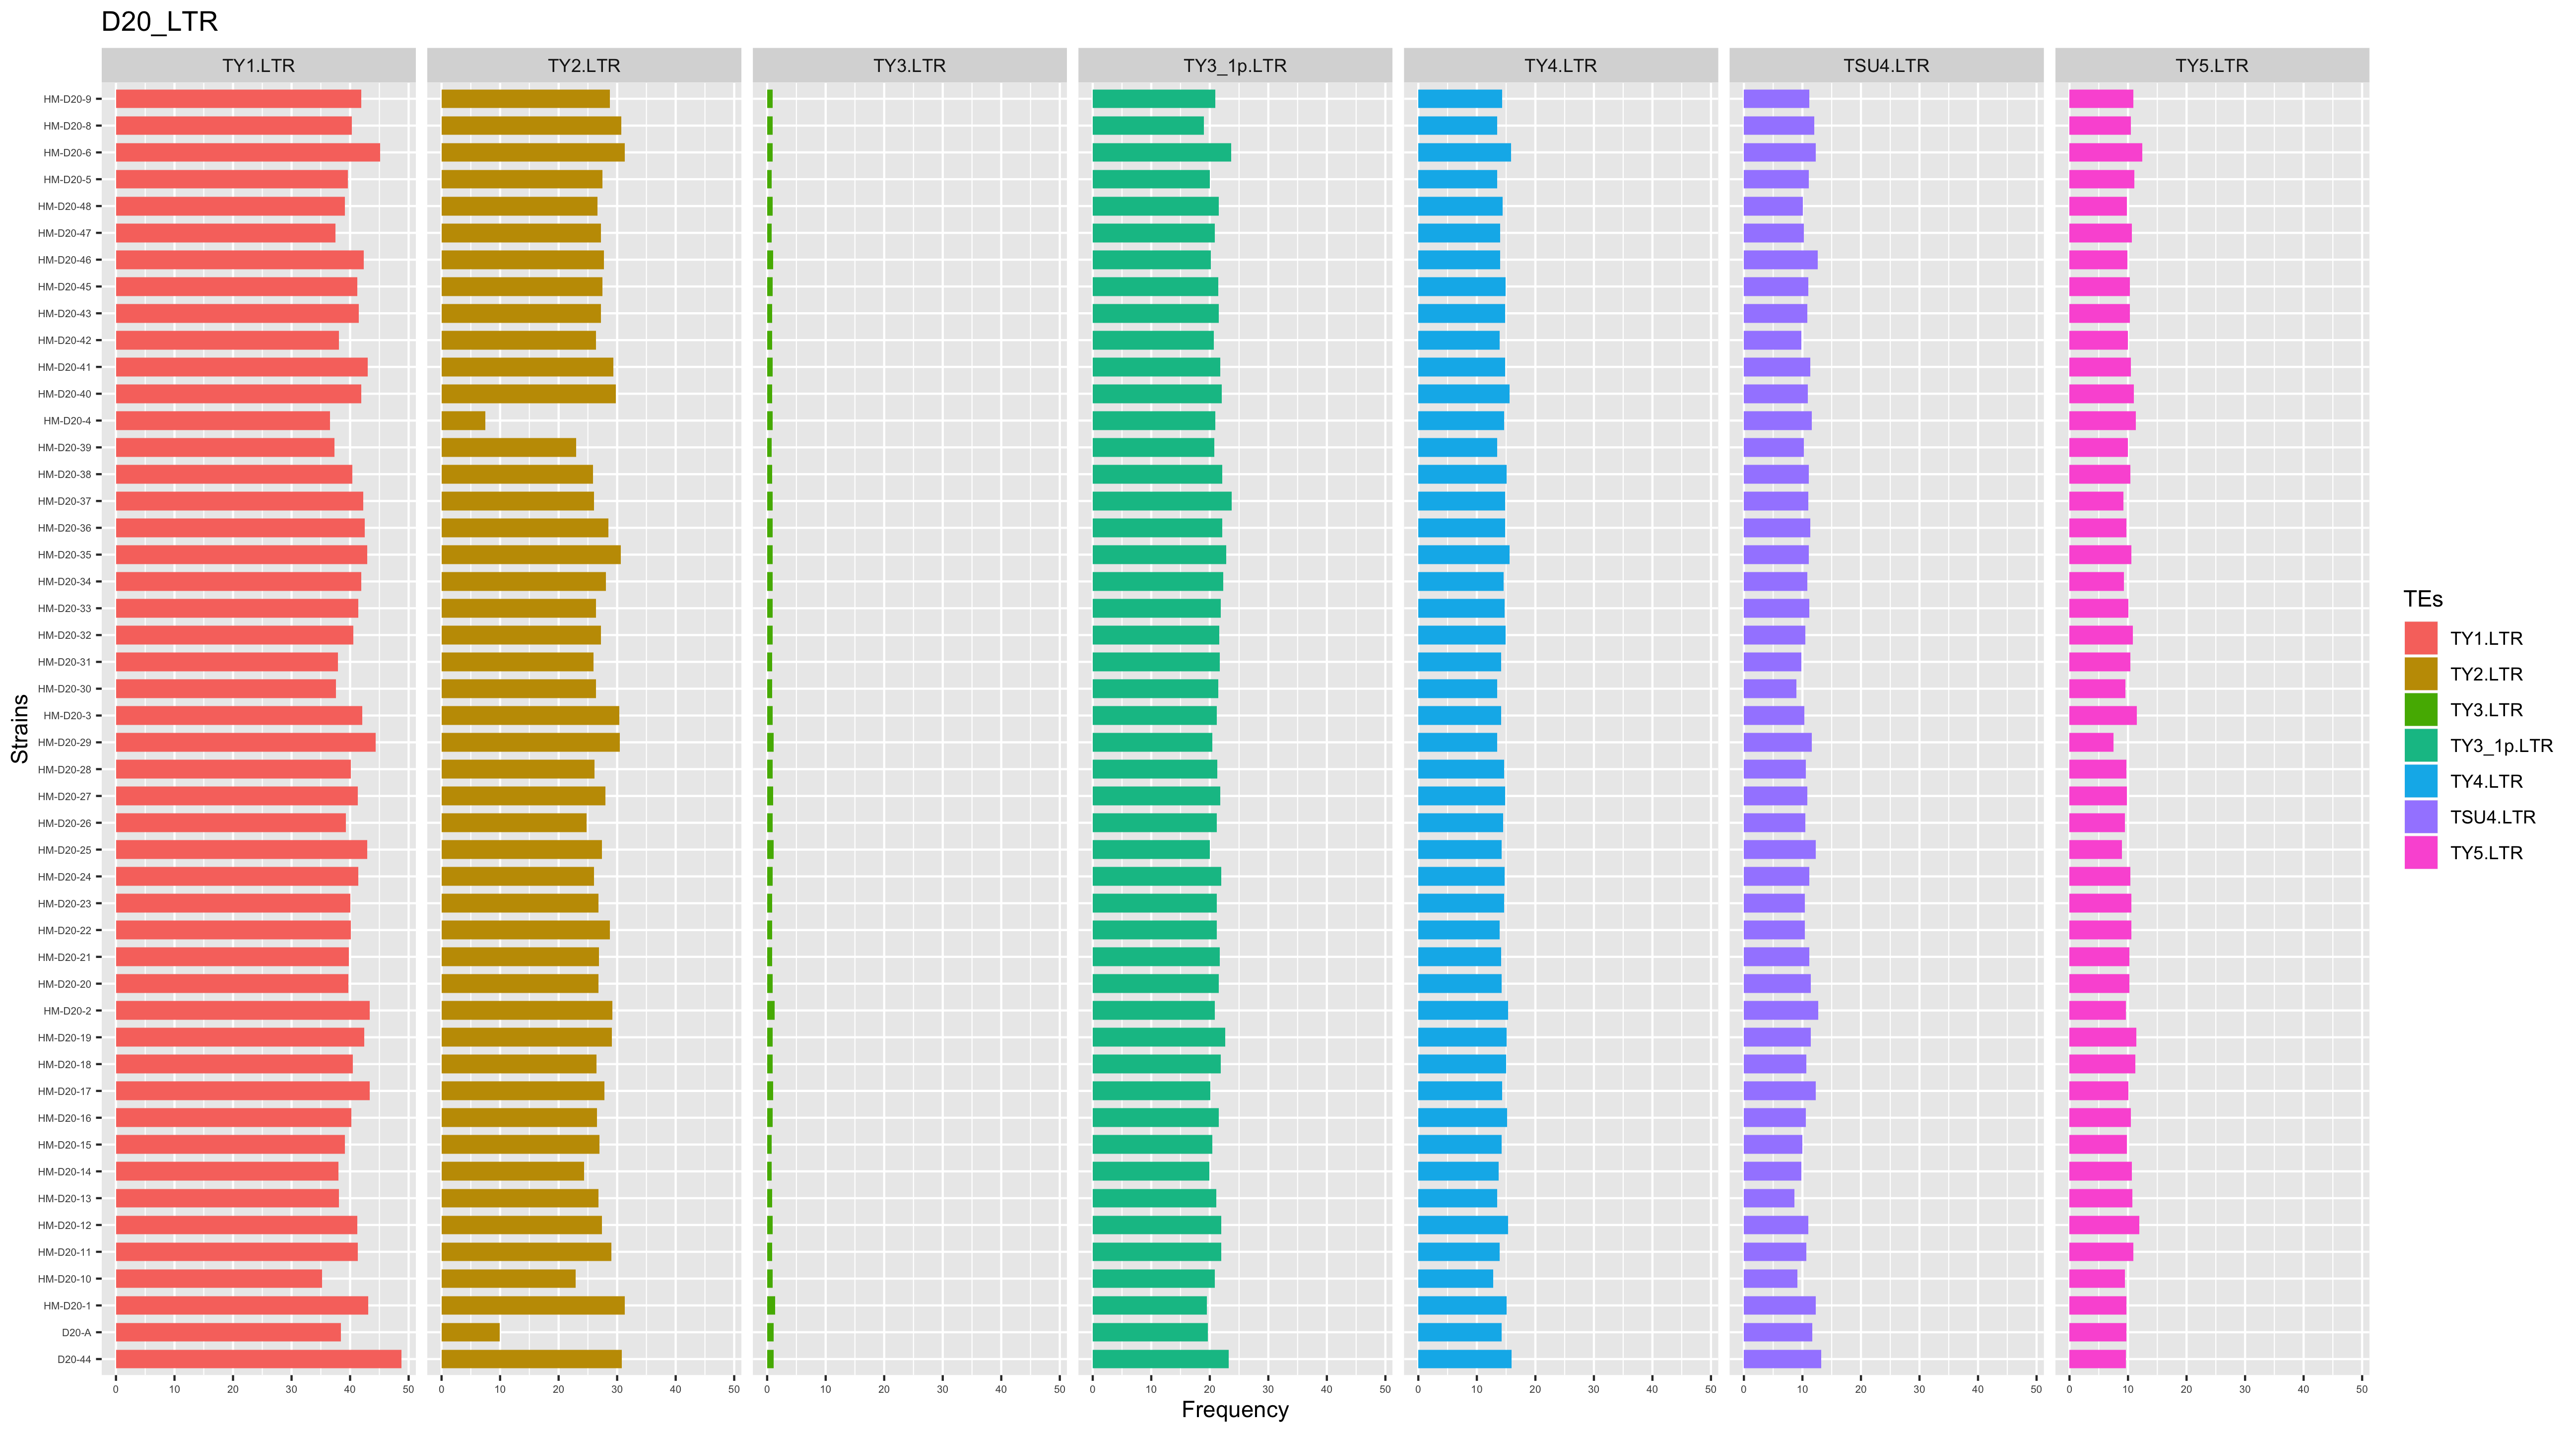 D20_LTR
TY1.LTR TY2.LTR TY3.LTR TY3_1p.LTR TY4.LTR TSU4.LTR TY5.LTR
Strains
HM-D20-9
HM-D20-8
HM-D20-6
HM-D20-5
HM-D20-48
HM-D20-47
HM-D20-46
HM-D20-45
HM-D20-43
HM-D20-42
HM-D20-41
HM-D20-40
HM-D20-4
HM-D20-39
HM-D20-38
HM-D20-37
HM-D20-36
HM-D20-35
HM-D20-34
HM-D20-33
HM-D20-32
HM-D20-31
HM-D20-30
HM-D20-3
HM-D20-29
HM-D20-28
HM-D20-27
HM-D20-26
HM-D20-25
HM-D20-24
HM-D20-23
HM-D20-22
HM-D20-21
HM-D20-20
HM-D20-2
HM-D20-19
HM-D20-18
HM-D20-17
HM-D20-16
HM-D20-15
HM-D20-14
HM-D20-13
HM-D20-12
HM-D20-11
HM-D20-10
HM-D20-1
D20-A
D20-44
0 10 20 30 40 50 0 10 20 30 40 50 0 10 20 30 40 50 0 10 20 30 40 50 0 10 20 30 40 50 0 10 20 30 40 50 0 10 20 30 40 50
Frequency
TEs
TY1.LTR
TY2.LTR
TY3.LTR
TY3_1p.LTR
TY4.LTR
TSU4.LTR
TY5.LTR